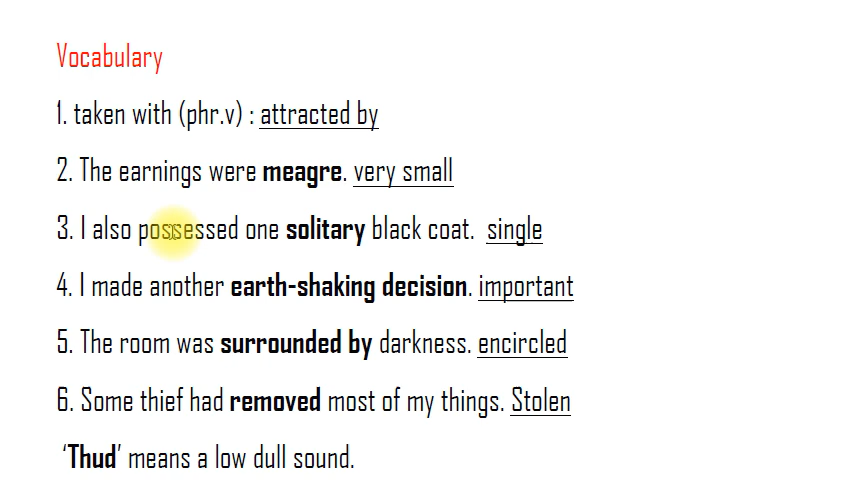 Vocabulary
1. taken with (phr.v) : attracted by
2. The earnings were meagre. very small
3. I also possessed one solitary black coat. single
4. I made another earth-shaking decision. important
5. The room was surrounded by darkness. encircled
6. Some thief had removed most of my things. Stolen
‘Thud’ means a low dull sound.